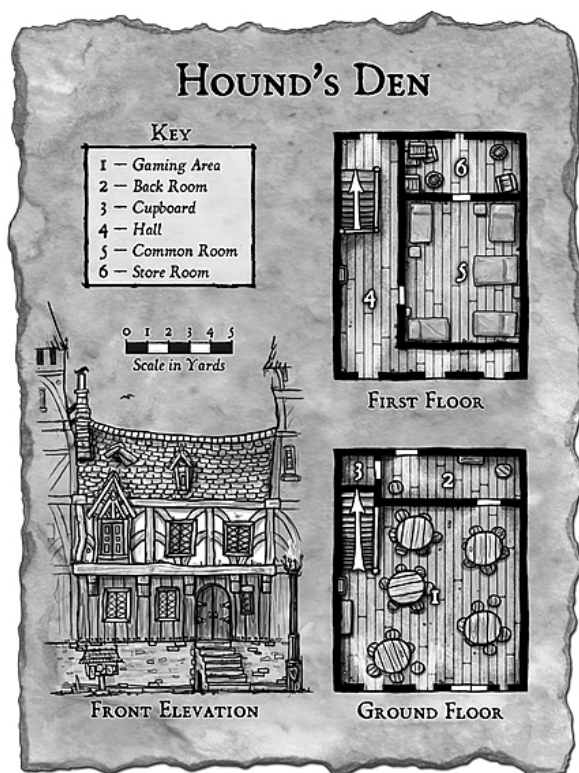 Hound's Den
Key
1 – Gaming Area
2 – Back Room
3 – Cupboard
4 – Hall
5 – Common Room
6 – Store Room
0 1 2 3 4 5
Scale in Yards
6
5
4
First Floor
3
2
1
Front Elevation
Ground Floor